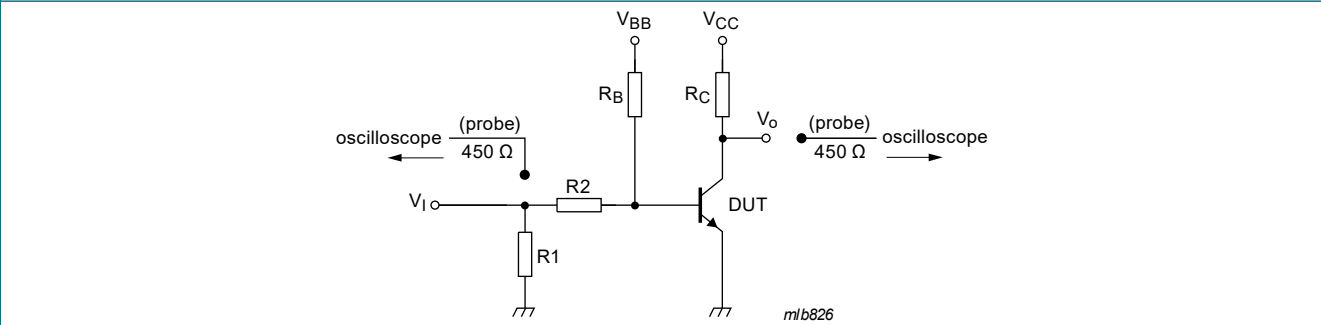 VBB
VCC
RB
RC
(probe)
oscilloscope
450 Ω
Vo
(probe)
oscilloscope
450 Ω
R2
VI
DUT
R1
mlb826